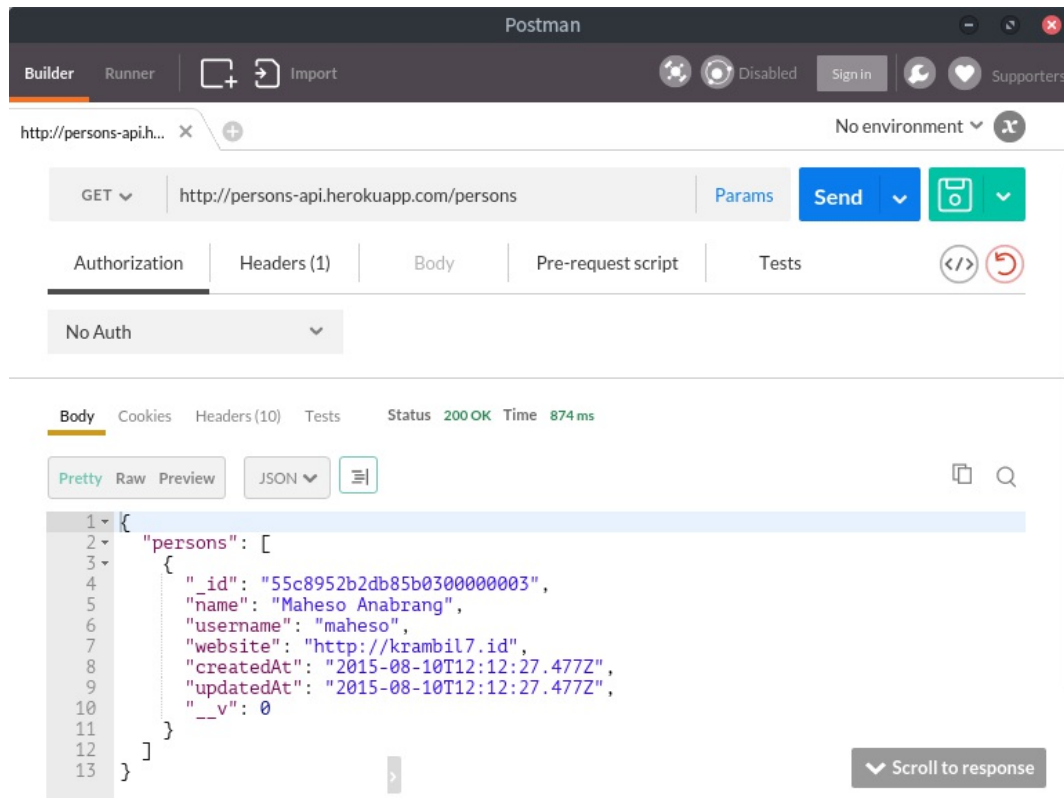 Postman
Builder Runner Import Disabled Sign in Supporters
http://persons-api.h... No environment
GET http://persons-api.herokuapp.com/persons Params Send
Authorization Headers (1) Body Pre-request script Tests
No Auth
Body Cookies Headers (10) Tests Status 200 OK Time 874 ms
Pretty Raw Preview JSON
1 {
2 "persons": [
3 {
4 "_id": "55c8952b2db85b0300000003",
5 "name": "Maheso Anabrang",
6 "username": "maheso",
7 "website": "http://krambil7.id",
8 "createdAt": "2015-08-10T12:12:27.477Z",
9 "updatedAt": "2015-08-10T12:12:27.477Z",
10 "__v": 0
11 }
12 ]
13 }
Scroll to response